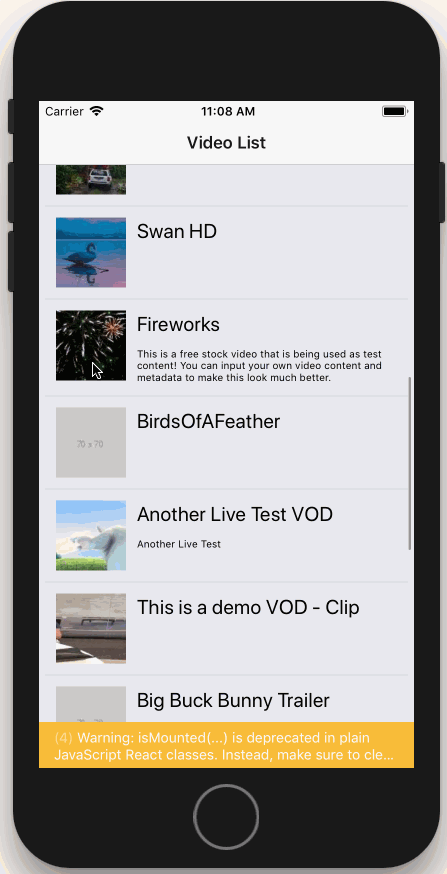 Carrier 11:08 AM
Video List
Swan HD
Fireworks
This is a free stock video that is being used as test
content! You can input your own video content and
metadata to make this look much better.
BirdsOfAFeather
70 x 70
Another Live Test VOD
Another Live Test
This is a demo VOD - Clip
Big Buck Bunny Trailer
70 x 70
(4) Warning: isMounted(...) is deprecated in plain
JavaScript React classes. Instead, make sure to cle...